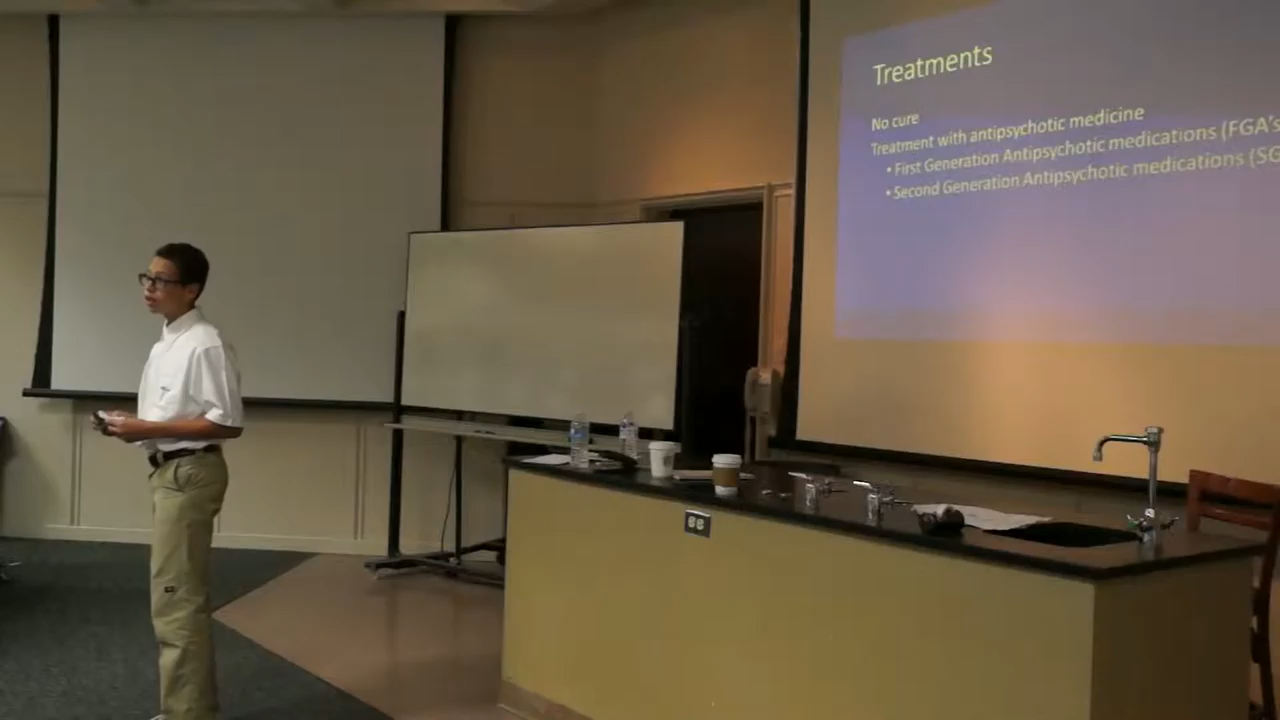 Treatments
No cure
Treatment with antipsychotic medicine
• First Generation Antipsychotic medications (FGA's
• Second Generation Antipsychotic medications (SG